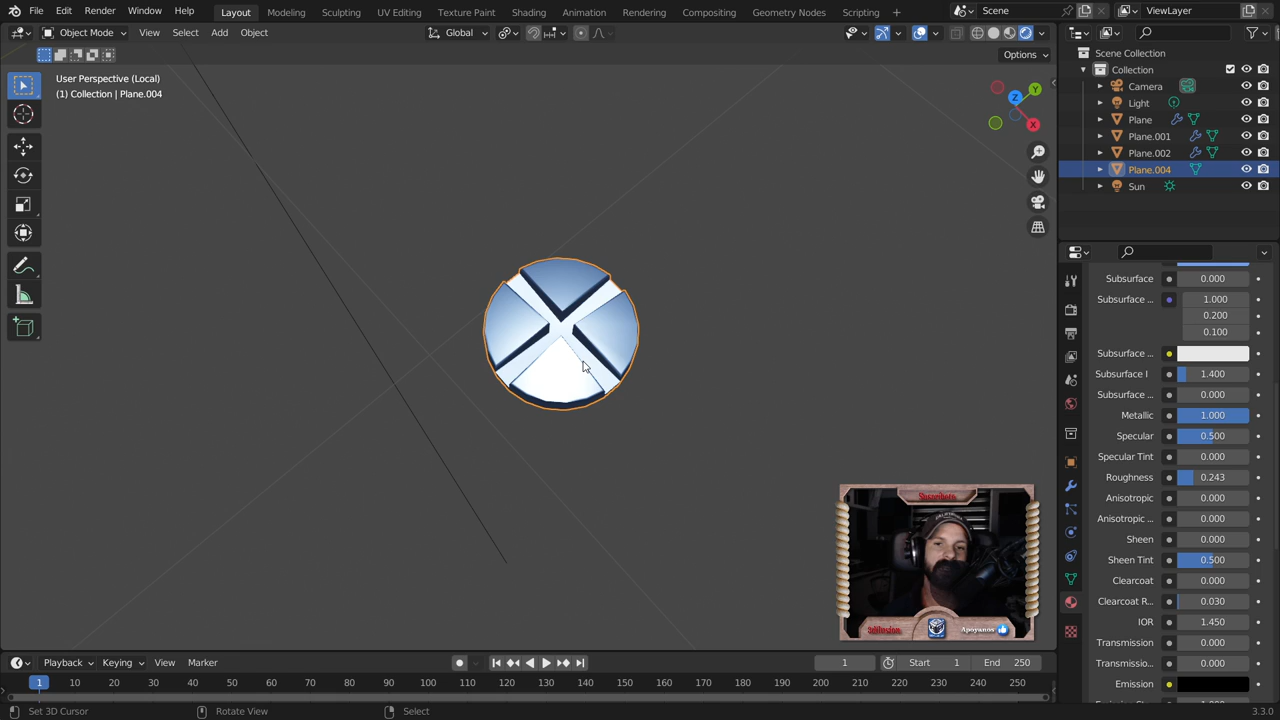 File Edit Render Window Help Layout Modeling Sculpting UV Editing Texture Paint Shading Animation Rendering Compositing Geometry Nodes Scripting + Scene ViewLayer
Object Mode View Select Add Object Global
Options
User Perspective (Local)
(1) Collection | Plane.004
Z
Y
X
Scene Collection
Collection
Camera
Light
Plane
Plane.001
Plane.002
Plane.004
Sun
Subsurface 0.000
Subsurface ... 1.000
0.200
0.100
Subsurface ...
Subsurface I 1.400
Subsurface ... 0.000
Metallic 1.000
Specular 0.500
Specular Tint 0.000
Roughness 0.243
Anisotropic 0.000
Anisotropic ... 0.000
Sheen 0.000
Sheen Tint 0.500
Clearcoat 0.000
Clearcoat R... 0.030
IOR 1.450
Transmission 0.000
Transmissio... 0.000
Emission
Apoyanos
Playback Keying View Marker 1 Start 1 End 250
1 10 20 30 40 50 60 70 80 90 100 110 120 130 140 150 160 170 180 190 200 210 220 230 240 250
Set 3D Cursor Rotate View Select 3.3.0